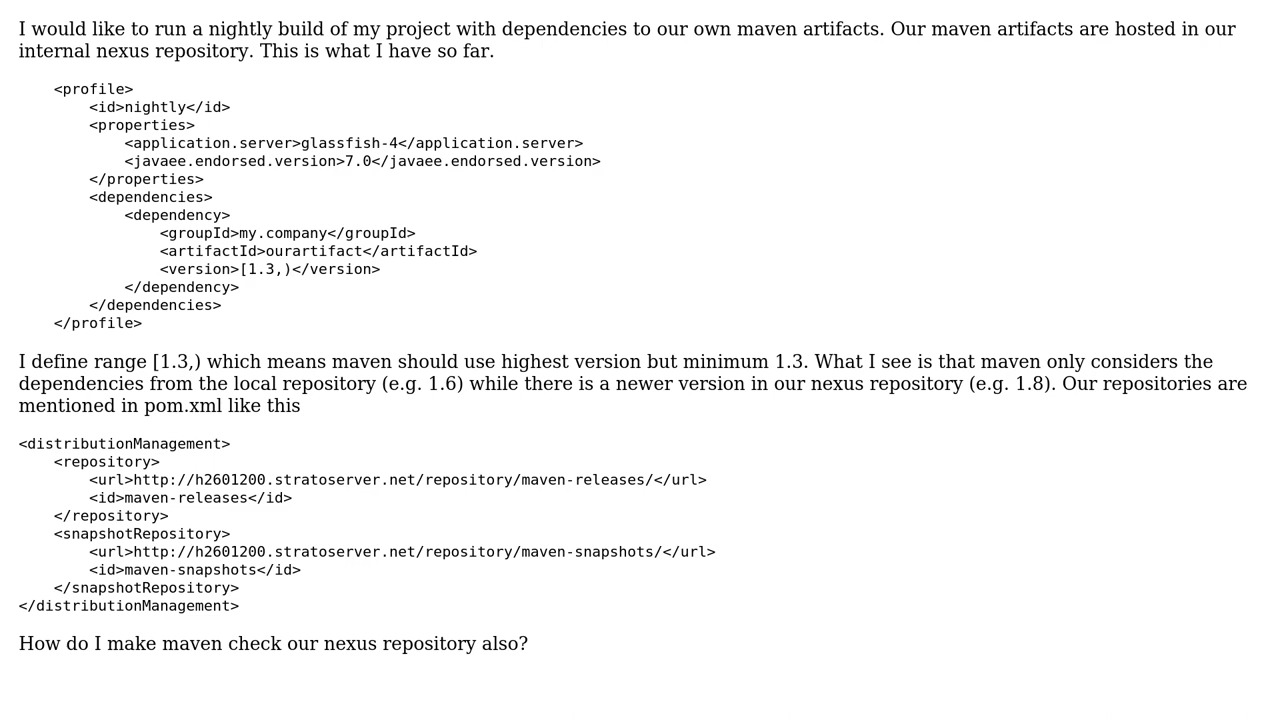 I would like to run a nightly build of my project with dependencies to our own maven artifacts. Our maven artifacts are hosted in our
internal nexus repository. This is what I have so far.
    <profile>
        <id>nightly</id>
        <properties>
            <application.server>glassfish-4</application.server>
            <javaee.endorsed.version>7.0</javaee.endorsed.version>
        </properties>
        <dependencies>
            <dependency>
                <groupId>my.company</groupId>
                <artifactId>ourartifact</artifactId>
                <version>[1.3,)</version>
            </dependency>
        </dependencies>
    </profile>
I define range [1.3,) which means maven should use highest version but minimum 1.3. What I see is that maven only considers the
dependencies from the local repository (e.g. 1.6) while there is a newer version in our nexus repository (e.g. 1.8). Our repositories are
mentioned in pom.xml like this
<distributionManagement>
    <repository>
        <url>http://h2601200.stratoserver.net/repository/maven-releases/</url>
        <id>maven-releases</id>
    </repository>
    <snapshotRepository>
        <url>http://h2601200.stratoserver.net/repository/maven-snapshots/</url>
        <id>maven-snapshots</id>
    </snapshotRepository>
</distributionManagement>
How do I make maven check our nexus repository also?